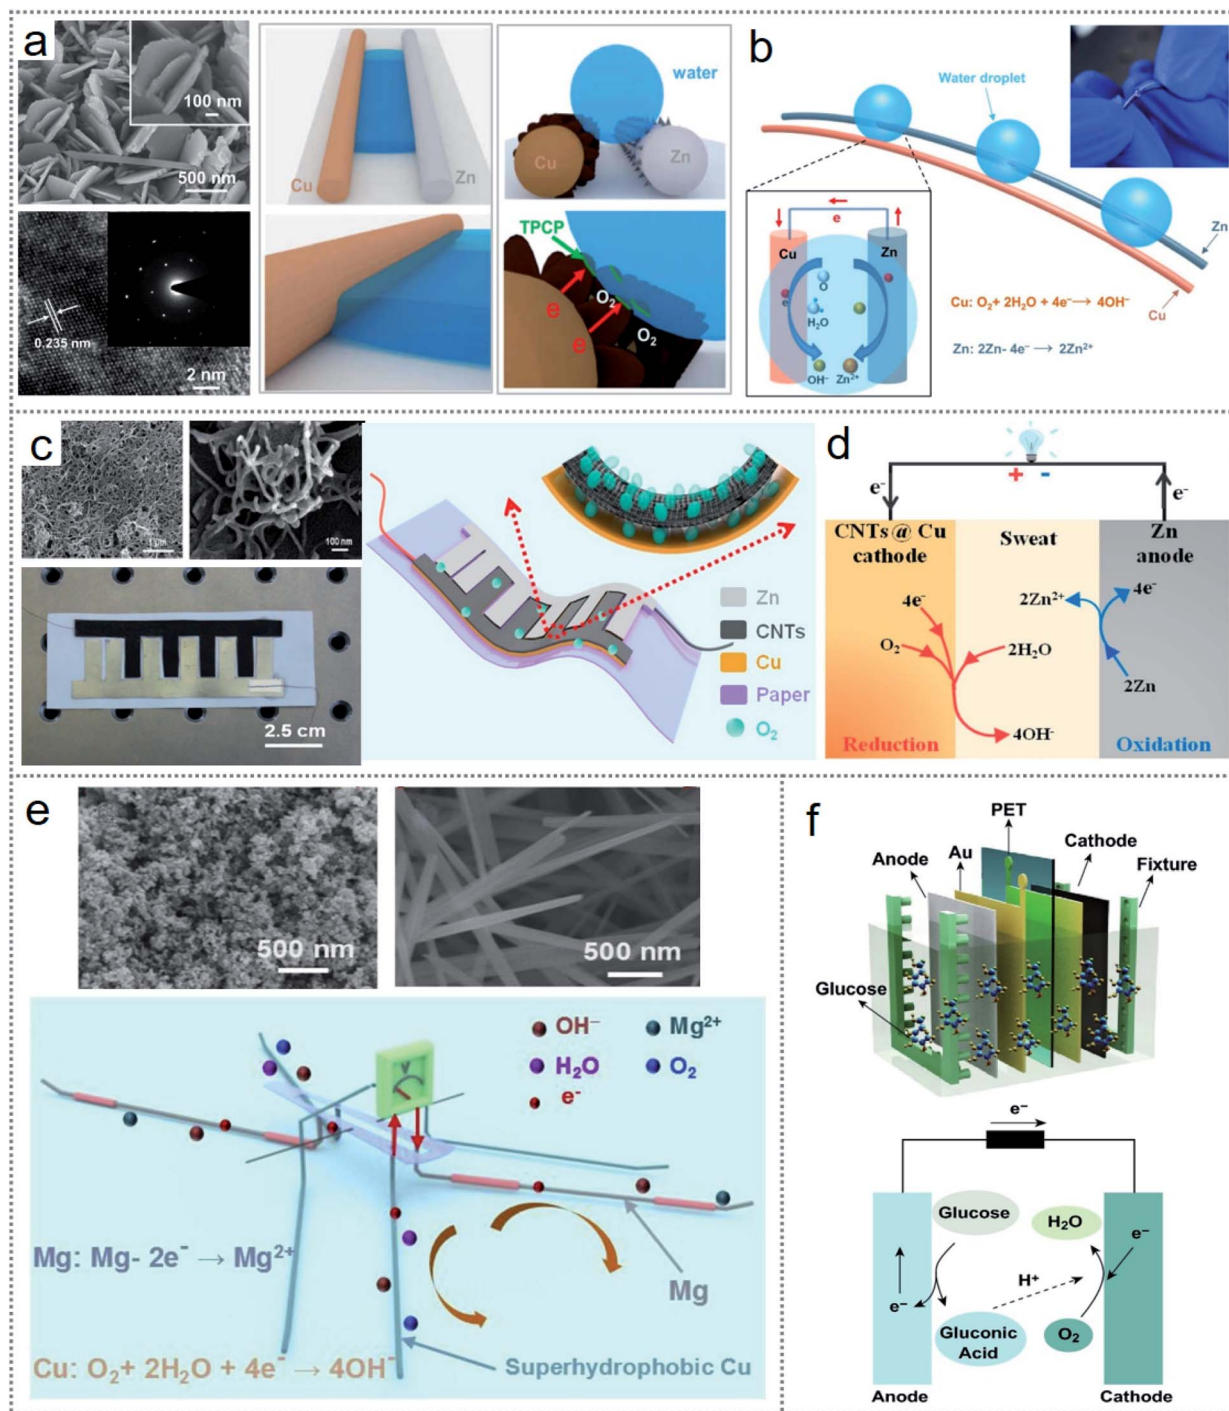 a
100 nm
500 nm
0.235 nm
2 nm
Cu
Zn
water
Cu
Zn
TPCP
O₂
e
O₂
e
b
Water droplet
e
Cu
Zn
e
O
H₂O
OH⁻
Zn²⁺
Zn
Cu
Cu: O₂+ 2H₂O + 4e⁻→ 4OH⁻
Zn: 2Zn- 4e⁻ → 2Zn²⁺
c
1 μm
100 nm
2.5 cm
Zn
CNTs
Cu
Paper
O₂
d
+ -
e⁻
e⁻
CNTs@ Cu
cathode
Sweat
Zn
anode
4e⁻
2Zn²⁺
4e⁻
O₂
2H₂O
2Zn
4OH⁻
Reduction
Oxidation
e
500 nm
500 nm
OH⁻
Mg²⁺
H₂O
O₂
e⁻
V
Mg: Mg- 2e⁻ → Mg²⁺
Mg
Cu: O₂+ 2H₂O + 4e⁻ → 4OH⁻
Superhydrophobic Cu
f
PET
Anode
Au
Cathode
Fixture
Glucose
e⁻
Glucose
H₂O
e⁻
H⁺
e⁻
Gluconic
Acid
O₂
Anode
Cathode